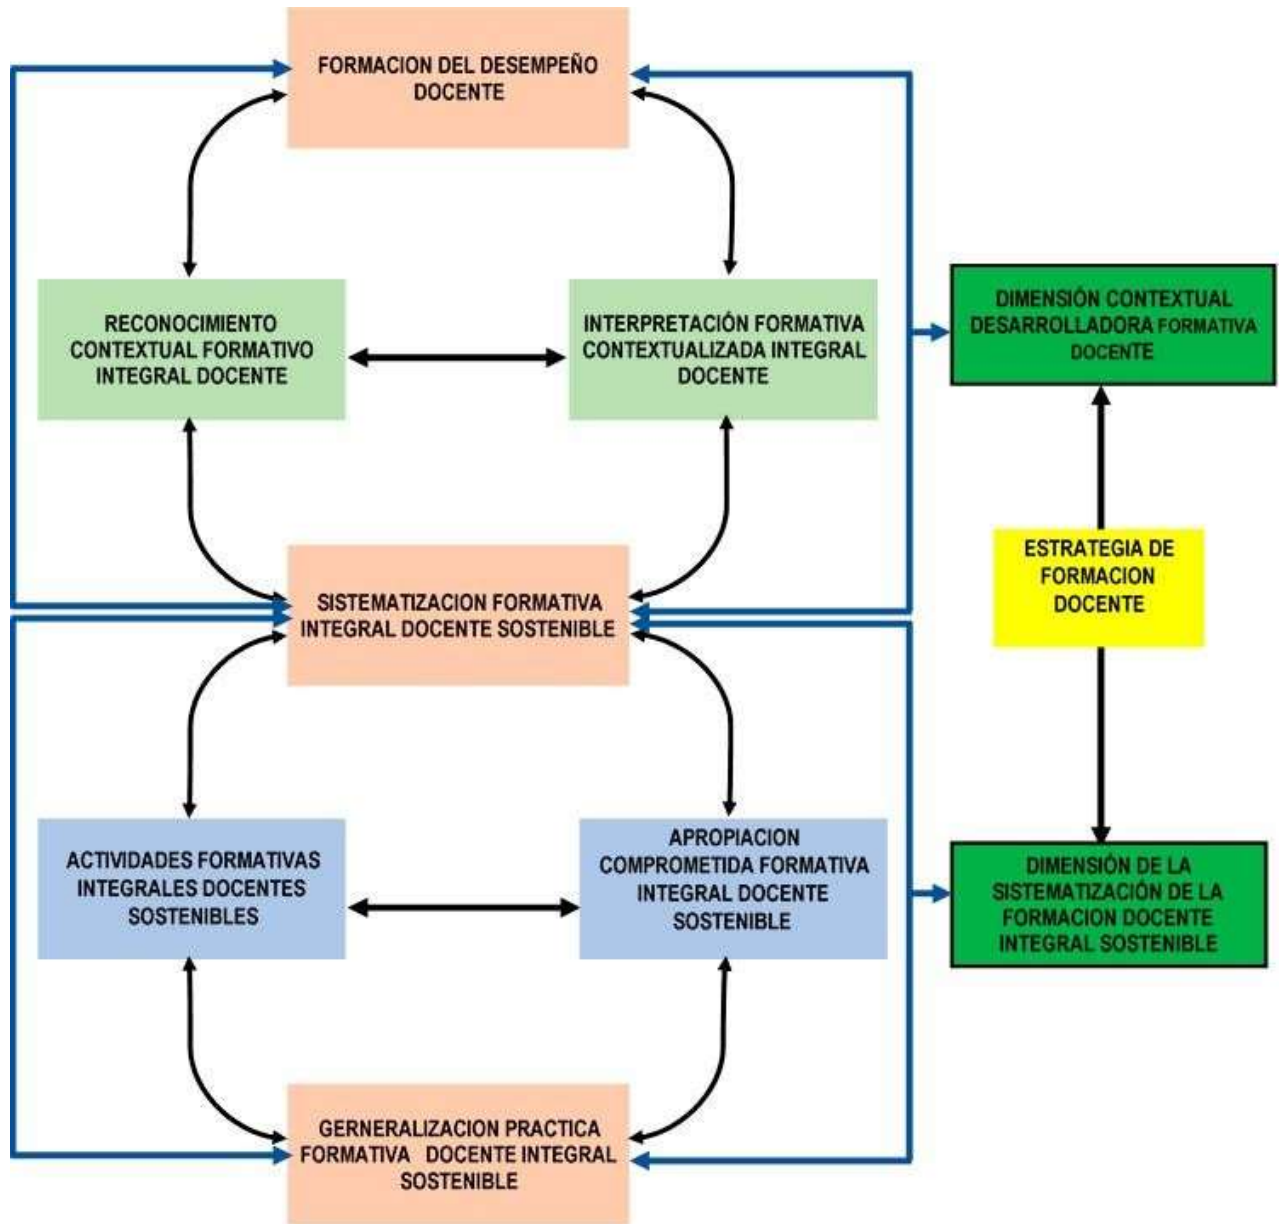 FORMACION DEL DESEMPEÑO
DOCENTE
RECONOCIMIENTO
CONTEXTUAL FORMATIVO
INTEGRAL DOCENTE
INTERPRETACIÓN FORMATIVA
CONTEXTUALIZADA INTEGRAL
DOCENTE
DIMENSIÓN CONTEXTUAL
DESARROLLADORA FORMATIVA
DOCENTE
ESTRATEGIA DE
FORMACION
DOCENTE
SISTEMATIZACION FORMATIVA
INTEGRAL DOCENTE SOSTENIBLE
ACTIVIDADES FORMATIVAS
INTEGRALES DOCENTES
SOSTENIBLES
APROPIACION
COMPROMETIDA FORMATIVA
INTEGRAL DOCENTE
SOSTENIBLE
DIMENSIÓN DE LA
SISTEMATIZACIÓN DE LA
FORMACION DOCENTE
INTEGRAL SOSTENIBLE
GERNERALIZACION PRACTICA
FORMATIVA DOCENTE INTEGRAL
SOSTENIBLE